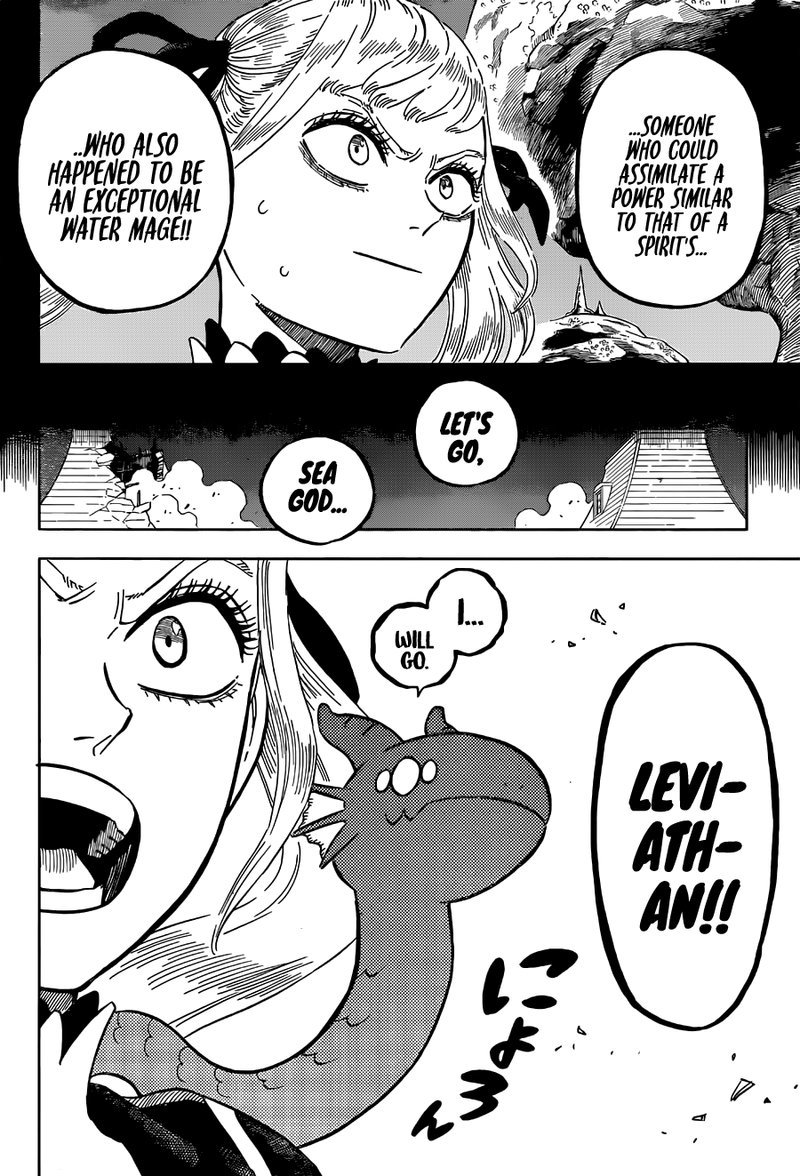 ...SOMEONE
WHO COULD
ASSIMILATE A
POWER SIMILAR
TO THAT OF A
SPIRIT'S...
..WHO ALSO
HAPPENED TO BE
AN EXCEPTIONAL
WATER MAGE!!
LET'S
GO,
SEA
GOD...
LEVI-
ATH-
AN!!
I...
WILL
GO.
にょろん